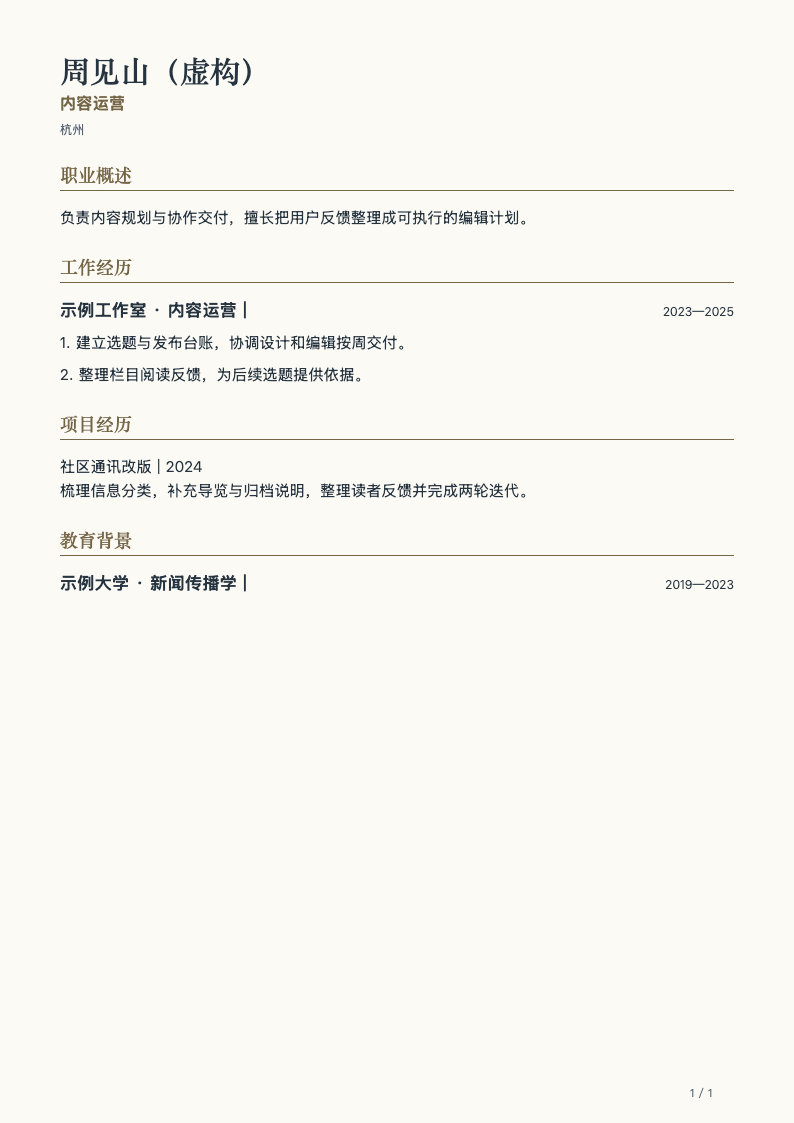 周见山（虚构）
内容运营
杭州
职业概述
负责内容规划与协作交付，擅长把用户反馈整理成可执行的编辑计划。
工作经历
示例工作室 · 内容运营 | 2023—2025
1. 建立选题与发布台账，协调设计和编辑按周交付。
2. 整理栏目阅读反馈，为后续选题提供依据。
项目经历
社区通讯改版 | 2024
梳理信息分类，补充导览与归档说明，整理读者反馈并完成两轮迭代。
教育背景
示例大学 · 新闻传播学 | 2019—2023
1 / 1